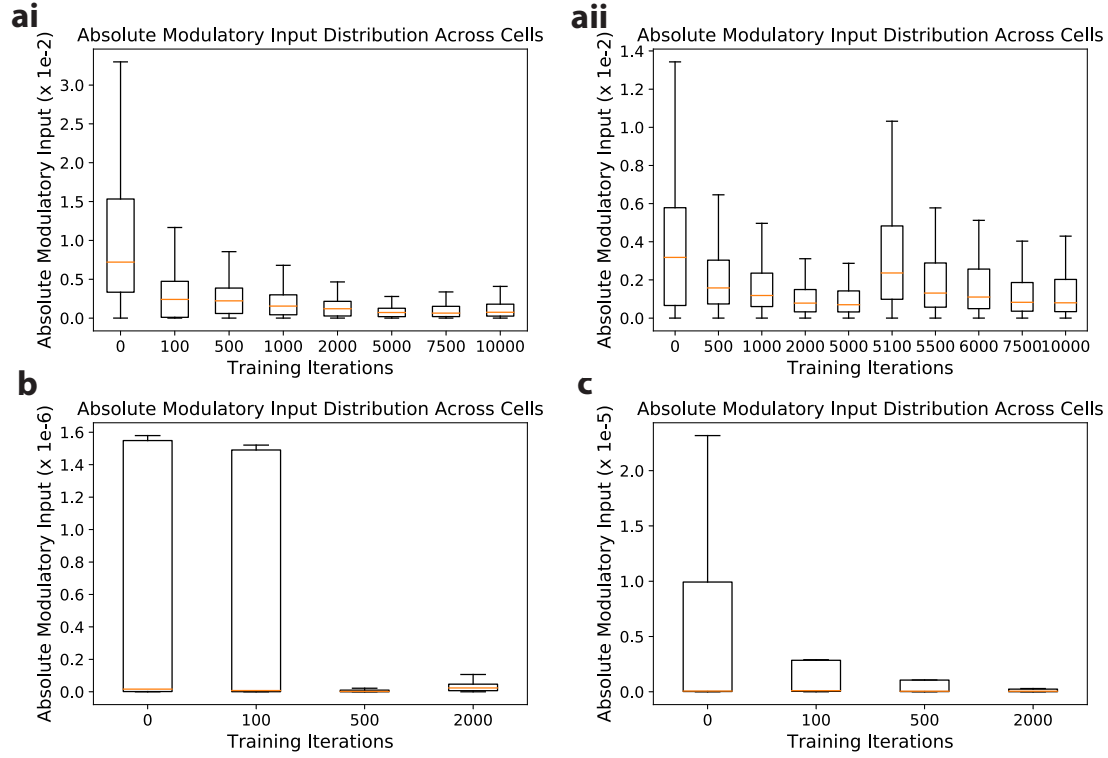 ai
Absolute Modulatory Input Distribution Across Cells
Absolute Modulatory Input (x 1e-2)
3.0
2.5
2.0
1.5
1.0
0.5
0.0
0 100 500 1000 2000 5000 7500 10000
Training Iterations
aii
Absolute Modulatory Input Distribution Across Cells
Absolute Modulatory Input (x 1e-2)
1.4
1.2
1.0
0.8
0.6
0.4
0.2
0.0
0 500 1000 2000 5000 5100 5500 6000 7500 10000
Training Iterations
b
Absolute Modulatory Input Distribution Across Cells
Absolute Modulatory Input (x 1e-6)
1.6
1.4
1.2
1.0
0.8
0.6
0.4
0.2
0.0
0 100 500 2000
Training Iterations
c
Absolute Modulatory Input Distribution Across Cells
Absolute Modulatory Input (x 1e-5)
2.0
1.5
1.0
0.5
0.0
0 100 500 2000
Training Iterations